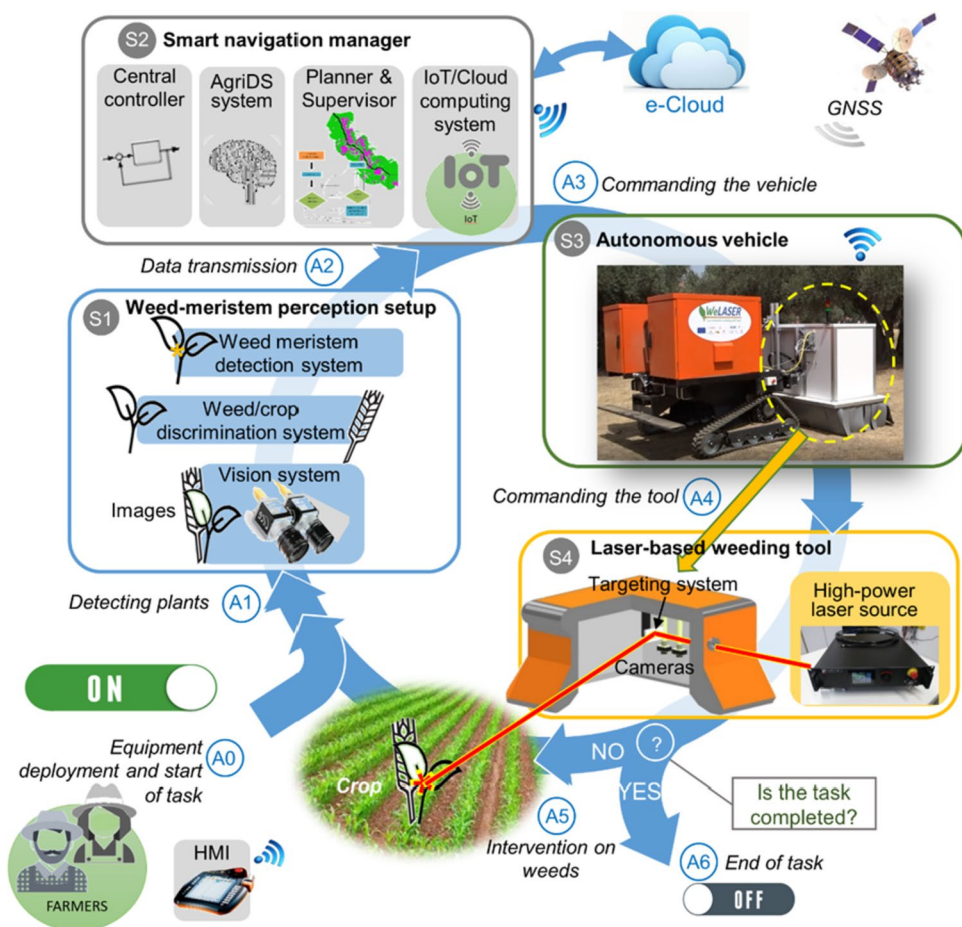 S2 Smart navigation manager
Central
controller
AgriDS
system
Planner &
Supervisor
IoT/Cloud
computing
system
IoT
IoT
e-Cloud
GNSS
A3 Commanding the vehicle
Data transmission A2
S3 Autonomous vehicle
WeLASER
S1 Weed-meristem perception setup
Weed meristem
detection system
Weed/crop
discrimination system
Vision system
Images
Commanding the tool A4
S4 Laser-based weeding tool
Targeting system
Cameras
High-power
laser source
Detecting plants A1
ON
Equipment
deployment and start
of task
A0
Crop
NO ?
YES
Is the task
completed?
A5
Intervention on
weeds
A6 End of task
OFF
HMI
FARMERS